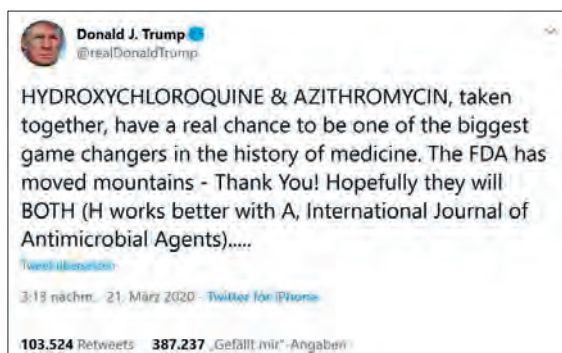 Donald J. Trump
@realDonaldTrump
HYDROXYCHLOROQUINE & AZITHROMYCIN, taken
together, have a real chance to be one of the biggest
game changers in the history of medicine. The FDA has
moved mountains - Thank You! Hopefully they will
BOTH (H works better with A, International Journal of
Antimicrobial Agents).....
Tweet übersetzen
3:13 nachm. · 21. März 2020 · Twitter for iPhone
103.524 Retweets 387.237 „Gefällt mir“-Angaben